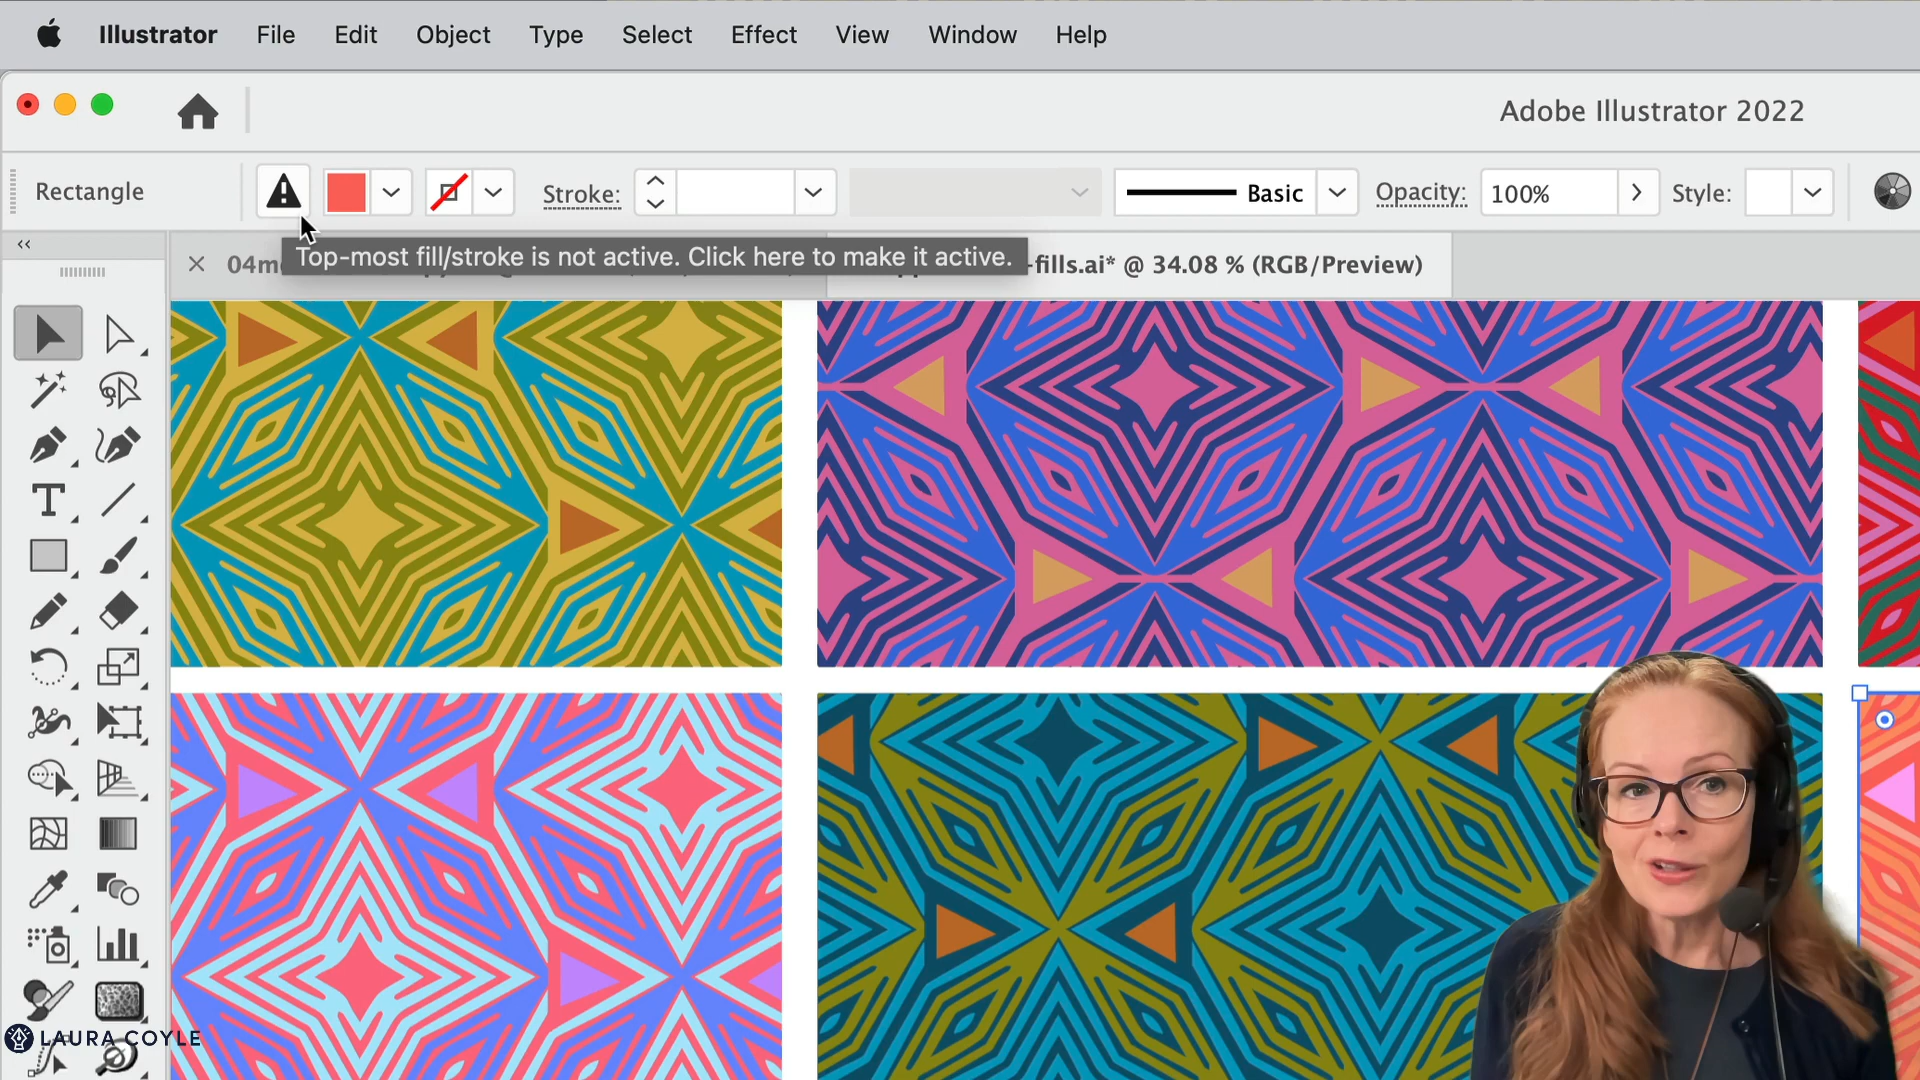 Illustrator File Edit Object Type Select Effect View Window Help
Adobe Illustrator 2022
Rectangle Stroke: Basic Opacity: 100% Style:
Top-most fill/stroke is not active. Click here to make it active.
-fills.ai* @ 34.08 % (RGB/Preview)
LAURA COYLE